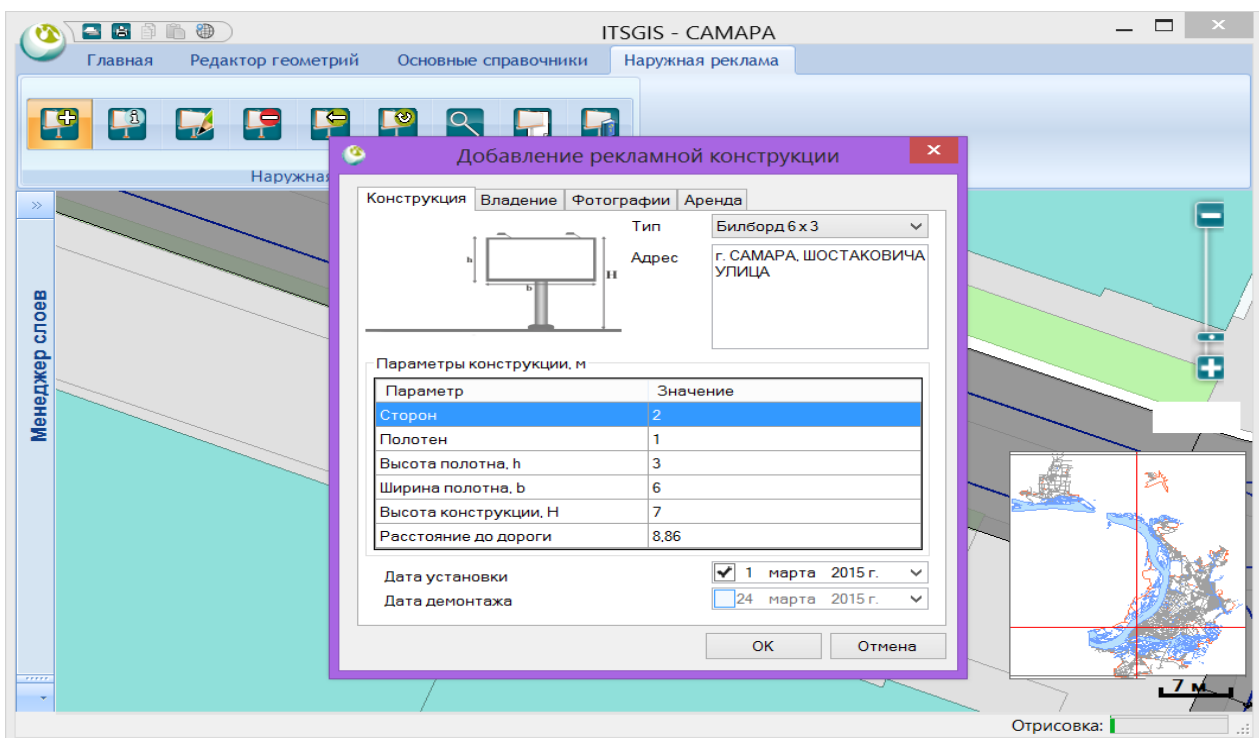 ITSGIS - САМАРА
Главная Редактор геометрий Основные справочники Наружная реклама
Наружная
Добавление рекламной конструкции
Конструкция Владение Фотографии Аренда
Тип Билборд 6 x 3
Адрес г. САМАРА, ШОСТАКОВИЧА
УЛИЦА
h
H
b
Параметры конструкции, м
Параметр Значение
Сторон 2
Полотен 1
Высота полотна, h 3
Ширина полотна, b 6
Высота конструкции, H 7
Расстояние до дороги 8,86
Дата установки 1 марта 2015 г.
Дата демонтажа 24 марта 2015 г.
OK Отмена
Менеджер слоев
7 м
Отрисовка: